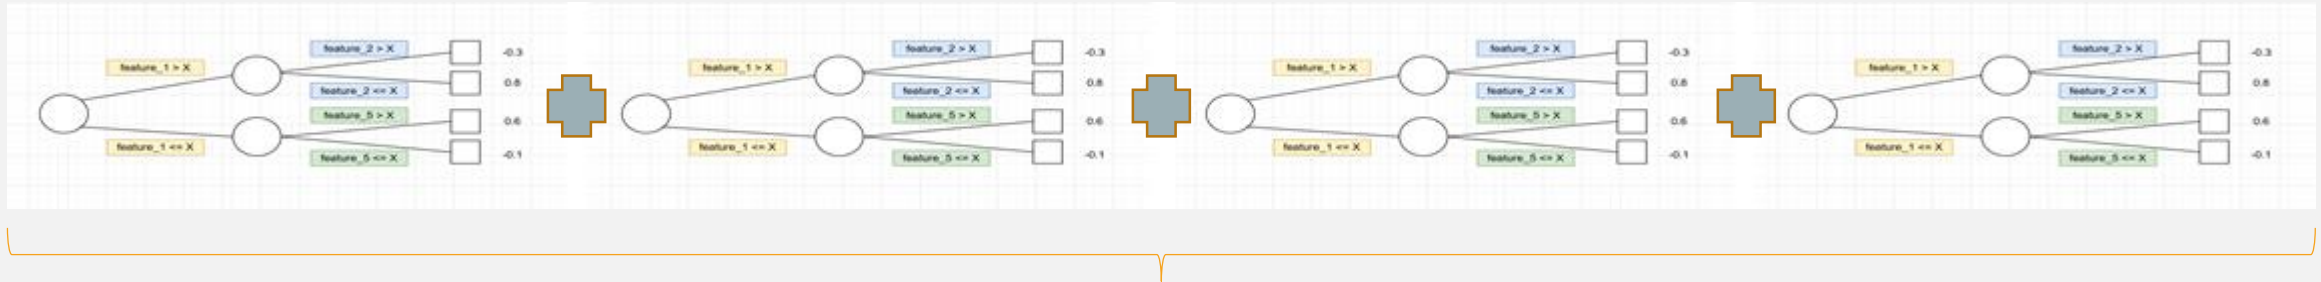 feature_2 > X
-0.3
feature_1 > X
0.8
feature_2 <= X
feature_5 > X
0.6
feature_1 <= X
feature_5 <= X
-0.1
feature_2 > X
-0.3
feature_1 > X
0.8
feature_2 <= X
feature_5 > X
0.6
feature_1 <= X
feature_5 <= X
-0.1
feature_2 > X
-0.3
feature_1 > X
0.8
feature_2 <= X
feature_5 > X
0.6
feature_1 <= X
feature_5 <= X
-0.1
feature_2 > X
-0.3
feature_1 > X
0.8
feature_2 <= X
feature_5 > X
0.6
feature_1 <= X
feature_5 <= X
-0.1